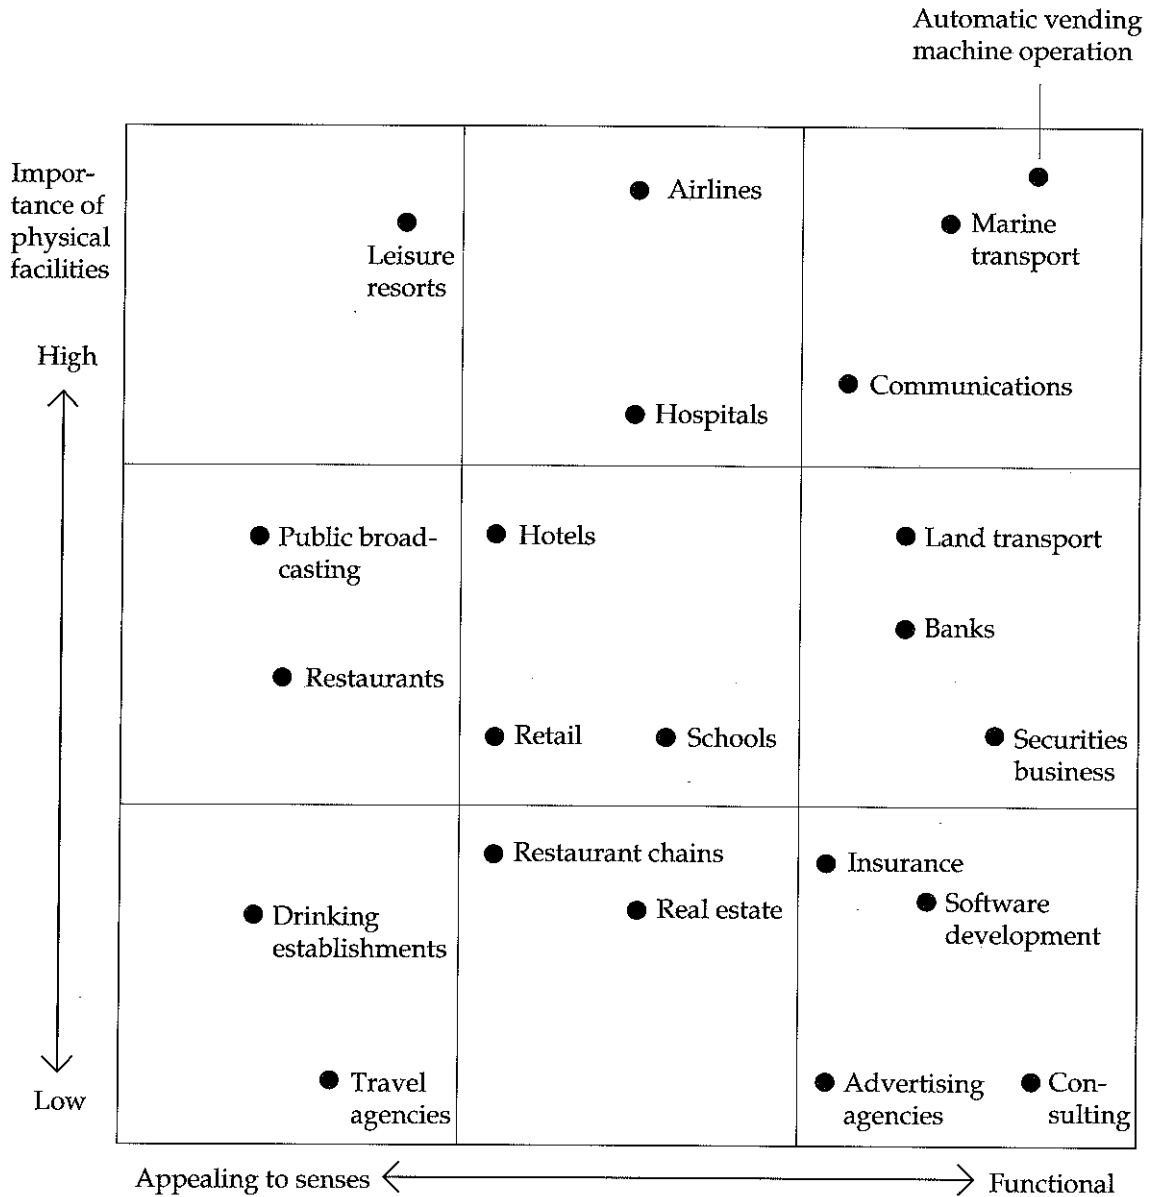 Automatic vending
machine operation
Impor-
tance of
physical
facilities
High
Low
Airlines
Leisure
resorts
Marine
transport
Communications
Hospitals
Public broad-
casting
Hotels
Land transport
Banks
Restaurants
Retail
Schools
Securities
business
Restaurant chains
Insurance
Drinking
establishments
Real estate
Software
development
Travel
agencies
Advertising
agencies
Con-
sulting
Appealing to senses
Functional